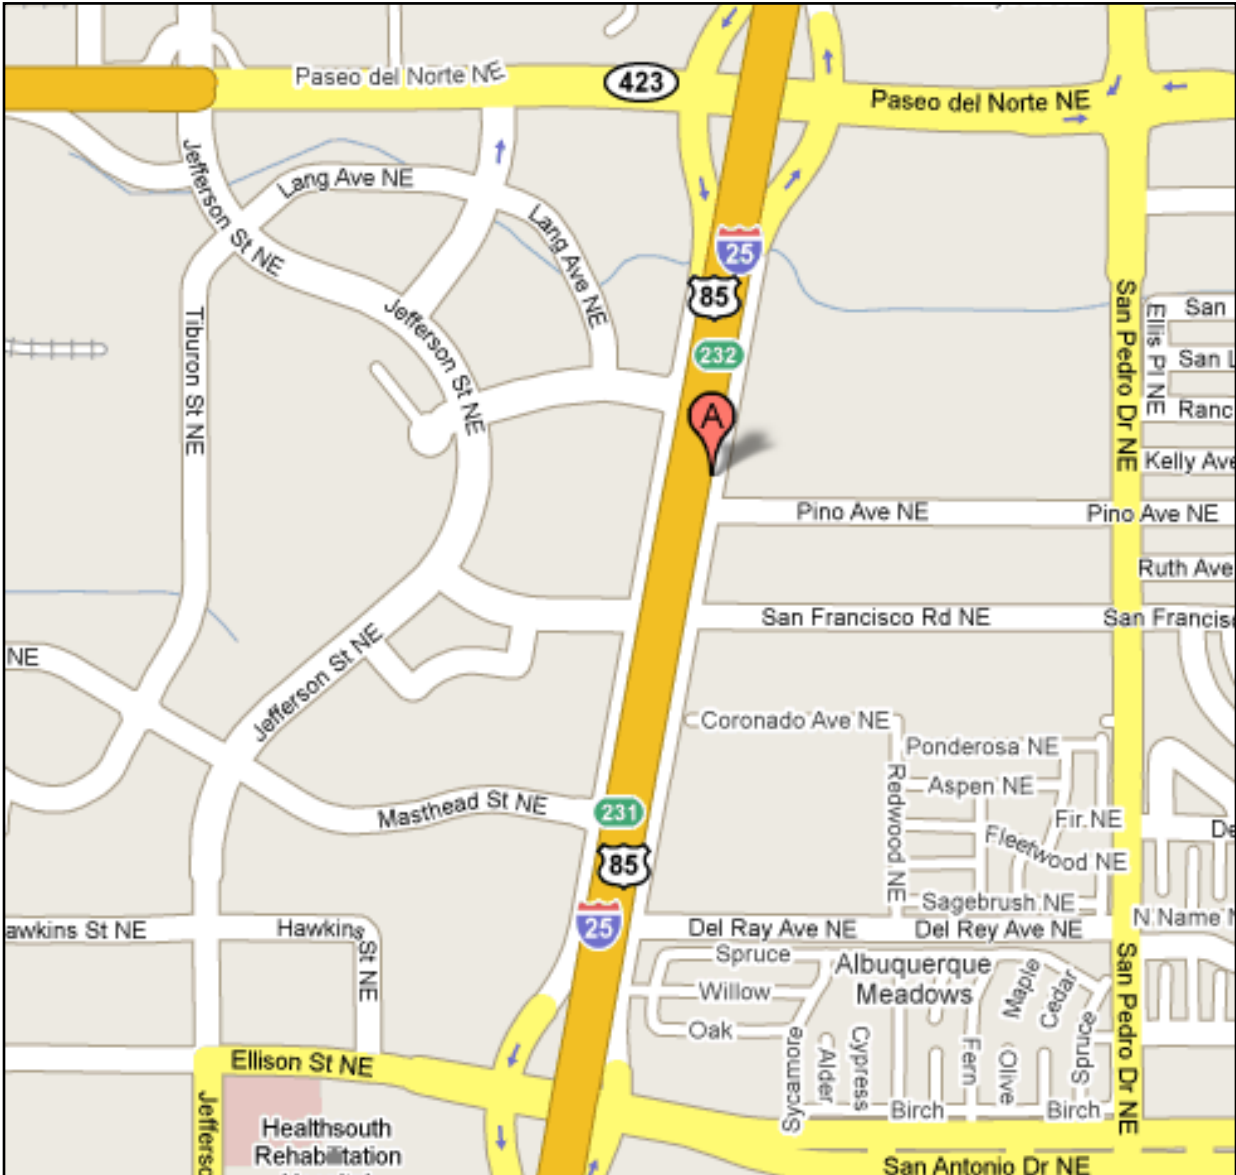 Paseo del Norte NE
423
Paseo del Norte NE
Jefferson St NE
Lang Ave NE
Lang Ave NE
25
85
232
San Pedro Dr NE
Ellis Pl NE
San
San L
Ranc
Kelly Ave
Tiburon St NE
Jefferson St NE
A
Pino Ave NE
Pino Ave NE
Ruth Ave
San Francisco Rd NE
San Francis
NE
Jefferson St NE
Coronado Ave NE
Ponderosa NE
Redwood NE
Aspen NE
Fir NE
Fleetwood NE
Sagebrush NE
Masthead St NE
231
85
25
awkins St NE
Hawkins St NE
Del Ray Ave NE
Del Rey Ave NE
N Name
Spruce
Willow
Oak
Albuquerque
Meadows
Maple
Cedar
Spruce
Sycamore
Alder
Cypress
Fern
Olive
Birch
Birch
San Pedro Dr NE
Ellison St NE
Jefferso
Healthsouth
Rehabilitation
San Antonio Dr NE